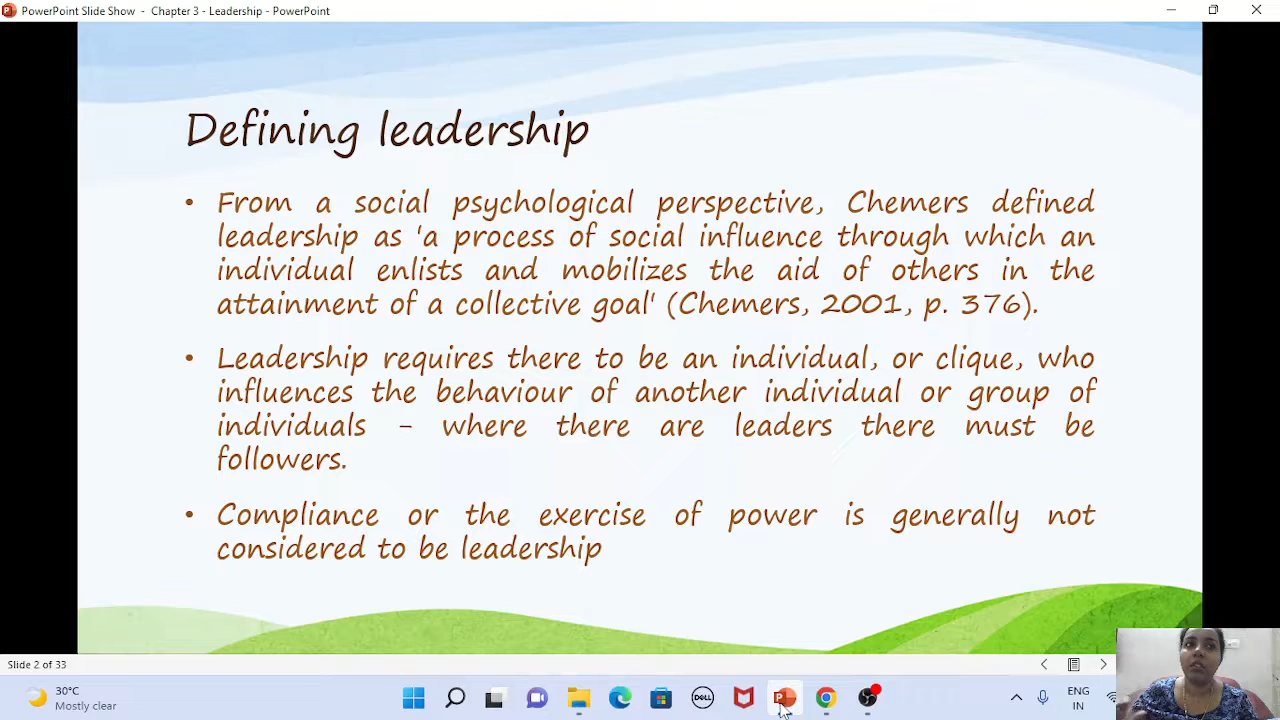 PowerPoint Slide Show - Chapter 3 - Leadership - PowerPoint
Defining leadership
• From a social psychological perspective, Chemers defined
leadership as 'a process of social influence through which an
individual enlists and mobilizes the aid of others in the
attainment of a collective goal' (Chemers, 2001, p. 376).
• Leadership requires there to be an individual, or clique, who
influences the behaviour of another individual or group of
individuals - where there are leaders there must be
followers.
• Compliance or the exercise of power is generally not
considered to be leadership
Slide 2 of 33
30°C
Mostly clear
DELL
ENG
IN